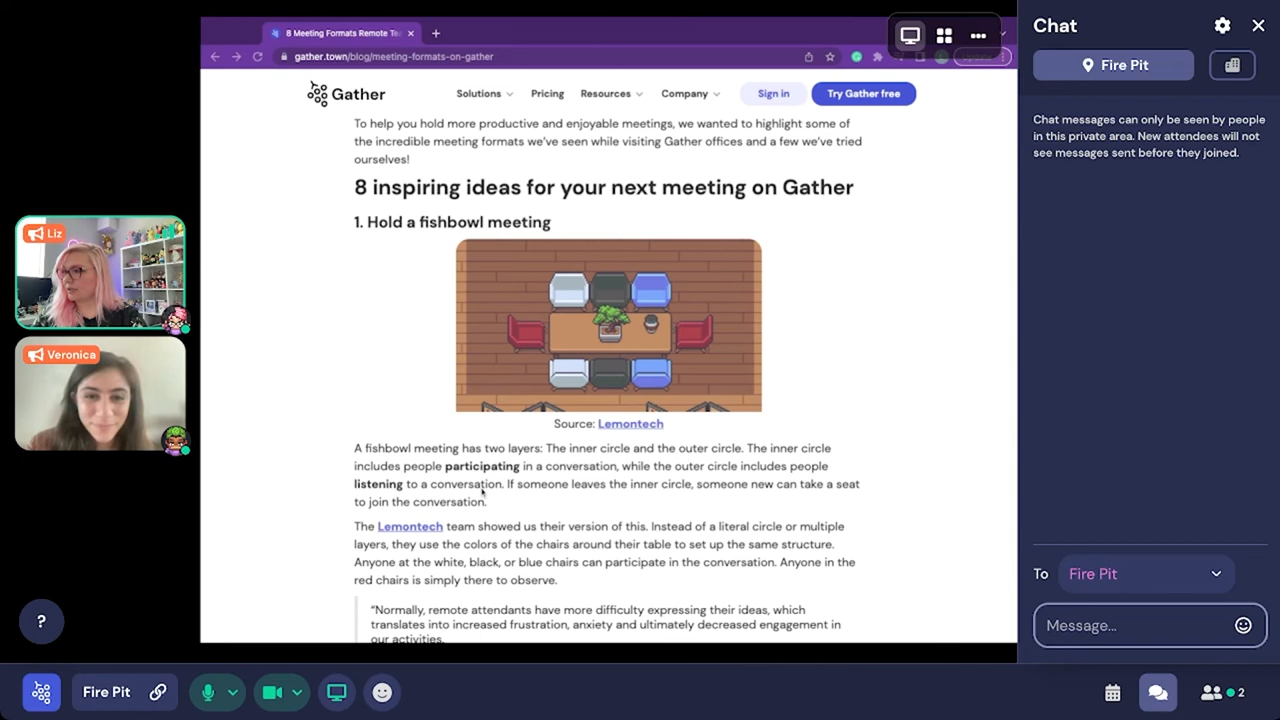 8 Meeting Formats Remote Te
gather.town/blog/meeting-formats-on-gather
Gather
Solutions
Pricing
Resources
Company
Sign in
Try Gather free
To help you hold more productive and enjoyable meetings, we wanted to highlight some of
the incredible meeting formats we've seen while visiting Gather offices and a few we've tried
ourselves!
8 inspiring ideas for your next meeting on Gather
1. Hold a fishbowl meeting
Source: Lemontech
A fishbowl meeting has two layers: The inner circle and the outer circle. The inner circle
includes people participating in a conversation, while the outer circle includes people
listening to a conversation. If someone leaves the inner circle, someone new can take a seat
to join the conversation.
The Lemontech team showed us their version of this. Instead of a literal circle or multiple
layers, they use the colors of the chairs around their table to set up the same structure.
Anyone at the white, black, or blue chairs can participate in the conversation. Anyone in the
red chairs is simply there to observe.
“Normally, remote attendants have more difficulty expressing their ideas, which
translates into increased frustration, anxiety and ultimately decreased engagement in
our activities.
Liz
Veronica
?
Chat
Fire Pit
Chat messages can only be seen by people
in this private area. New attendees will not
see messages sent before they joined.
To
Fire Pit
Message...
Fire Pit
2